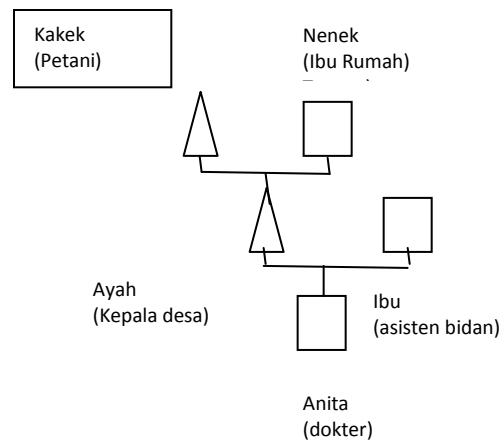 Kakek
(Petani)
Nenek
(Ibu Rumah)
Ayah
(Kepala desa)
Ibu
(asisten bidan)
Anita
(dokter)